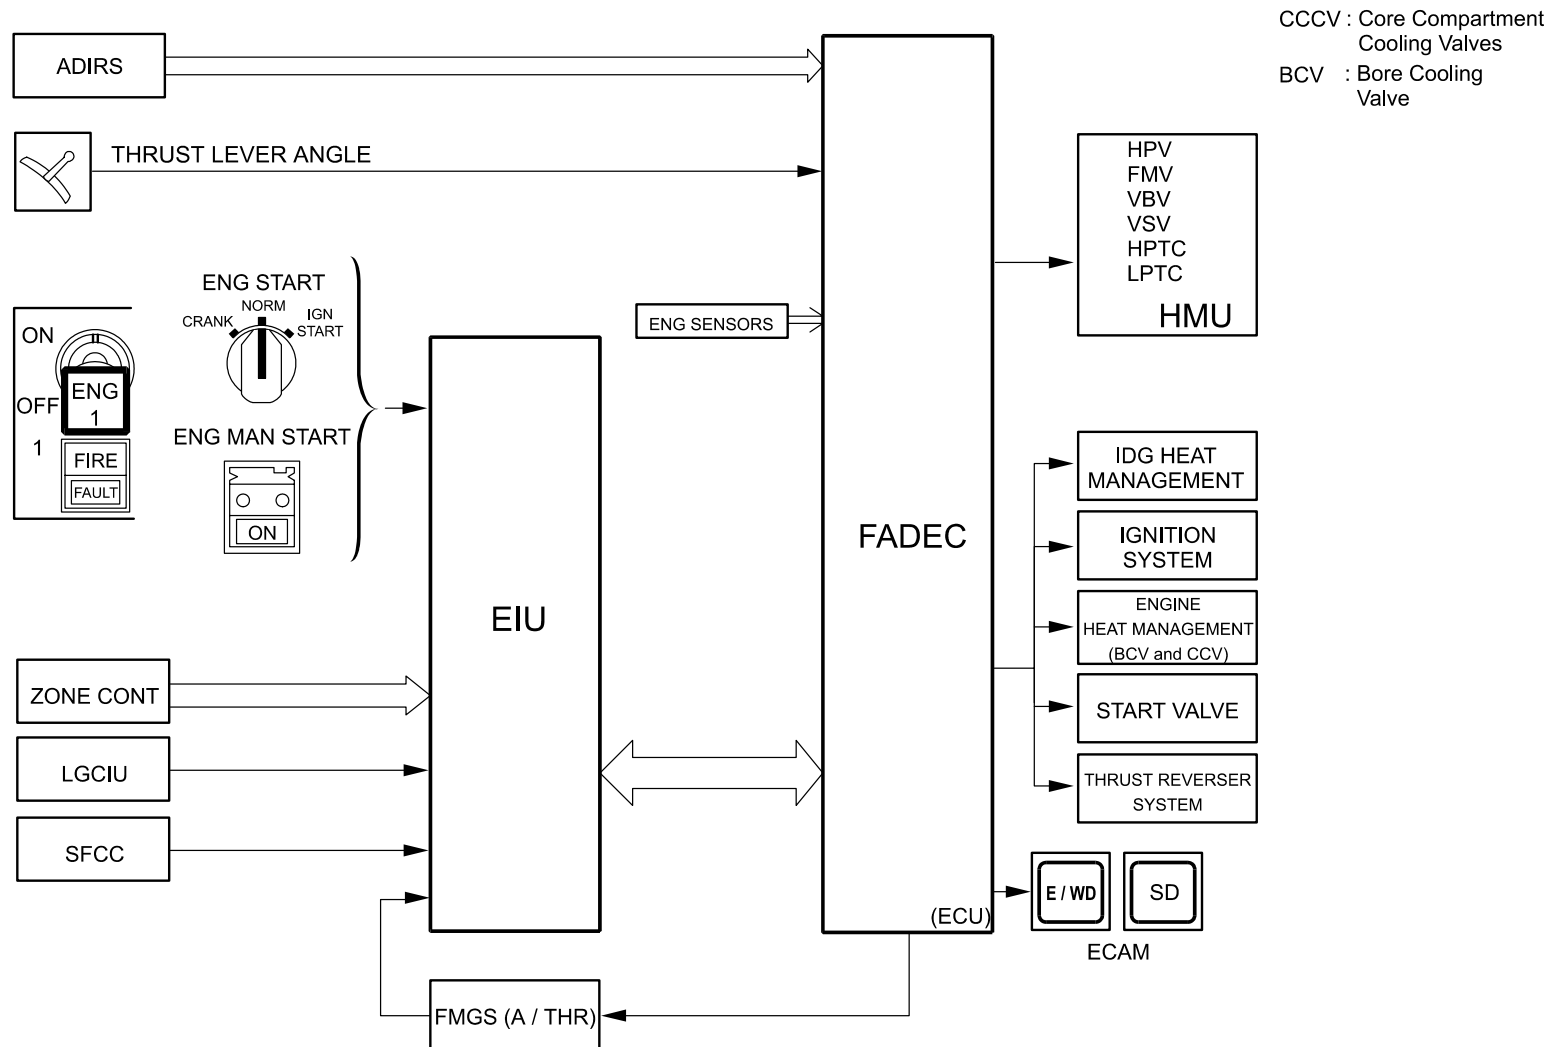 CCCV : Core Compartment
Cooling Valves
BCV : Bore Cooling
Valve
ADIRS
THRUST LEVER ANGLE
HPV
FMV
VBV
VSV
HPTC
LPTC
HMU
ENG START
NORM
CRANK
IGN
START
ENG SENSORS
ON
OFF
ENG
1
1
FIRE
FAULT
ENG MAN START
ON
IDG HEAT
MANAGEMENT
FADEC
IGNITION
SYSTEM
EIU
ENGINE
HEAT MANAGEMENT
(BCV and CCV)
ZONE CONT
START VALVE
LGCIU
THRUST REVERSER
SYSTEM
SFCC
(ECU)
E / WD
SD
ECAM
FMGS (A / THR)